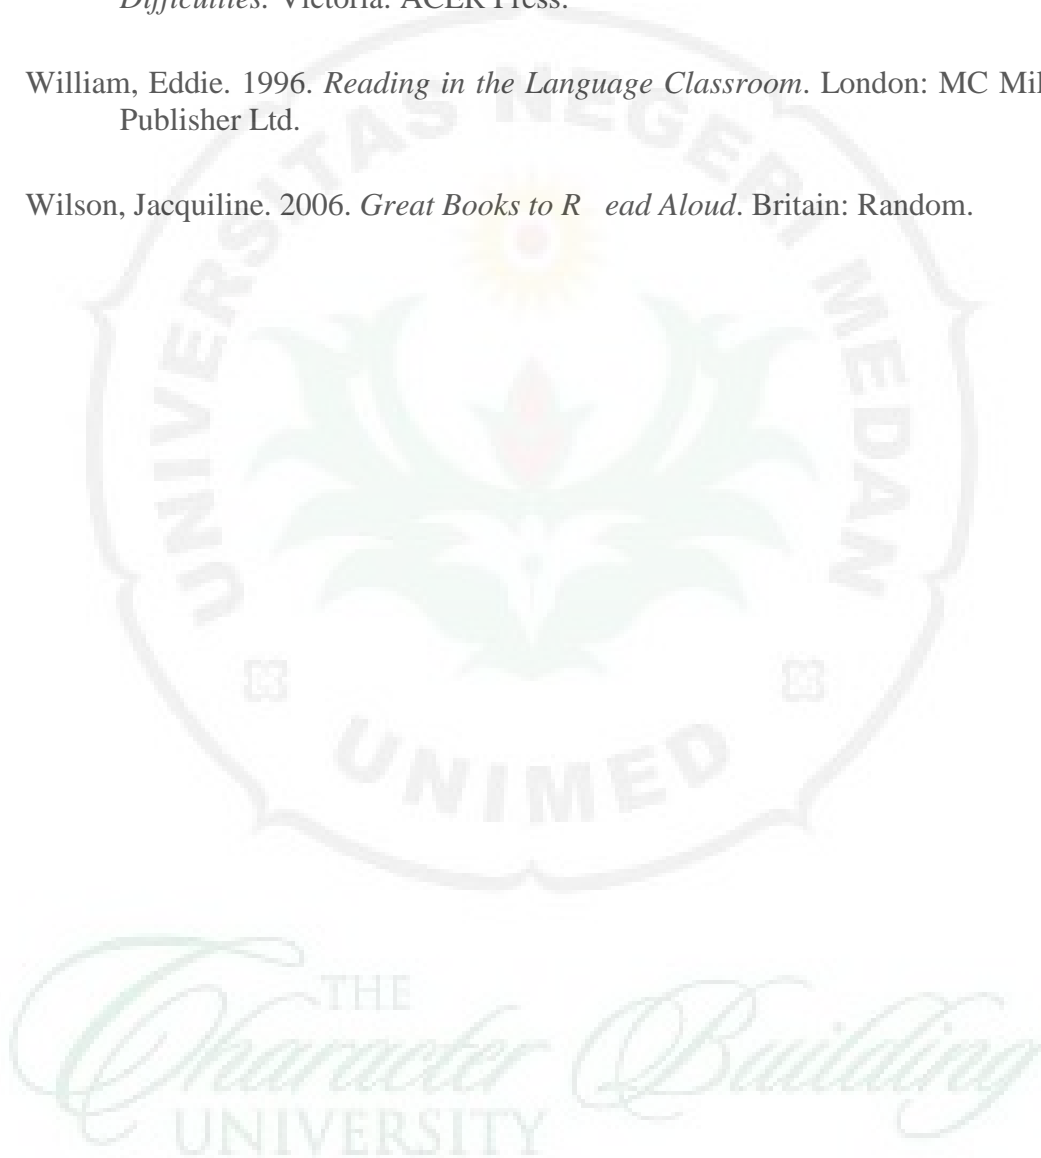 Difficulties. Victoria: ACER Press.
William, Eddie. 1996. Reading in the Language Classroom. London: MC Mil
Publisher Ltd.
Wilson, Jacquiline. 2006. Great Books to R ead Aloud. Britain: Random.
UNIVERSITAS NEGERI MEDAN
UNIMED
THE
Character Building
UNIVERSITY